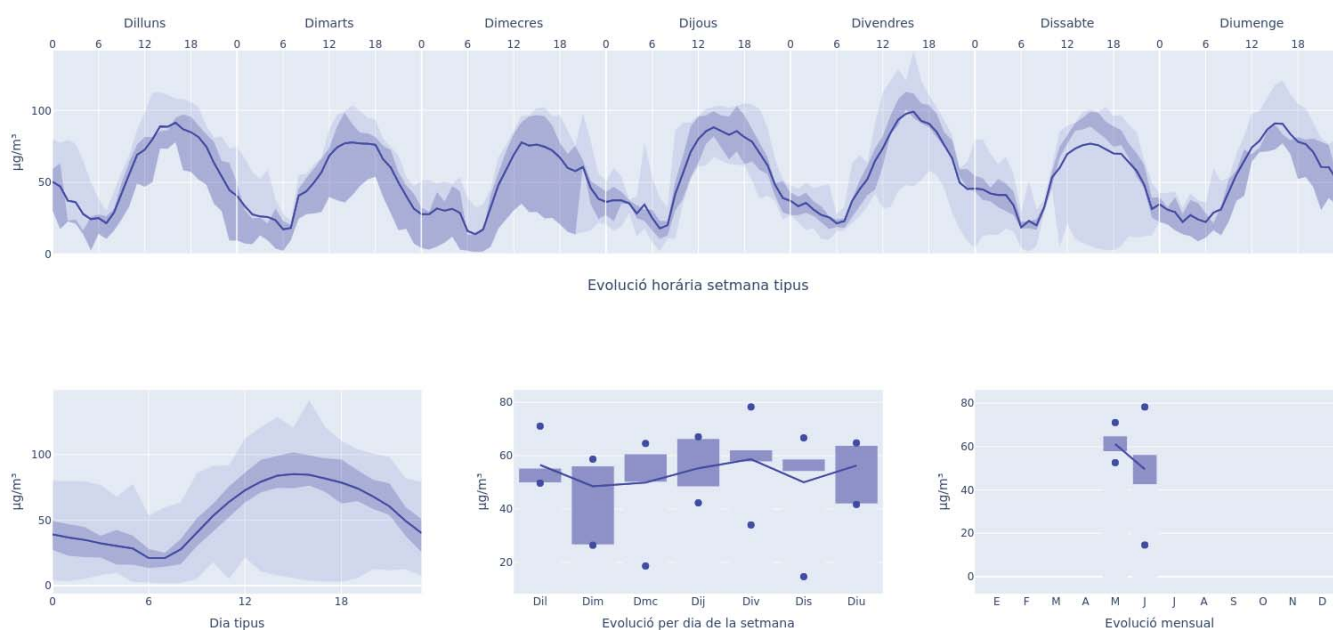 Dilluns Dimarts Dimecres Dijous Divendres Dissabte Diumenge
0 6 12 18 0 6 12 18 0 6 12 18 0 6 12 18 0 6 12 18 0 6 12 18 0 6 12 18
100
50
0
µg/m³
Evolució horária setmana tipus
100
50
0
µg/m³
0 6 12 18
Dia tipus
80
60
40
20
µg/m³
Dil Dim Dmc Dij Div Dis Diu
Evolució per dia de la setmana
80
60
40
20
0
µg/m³
E F M A M J J A S O N D
Evolució mensual